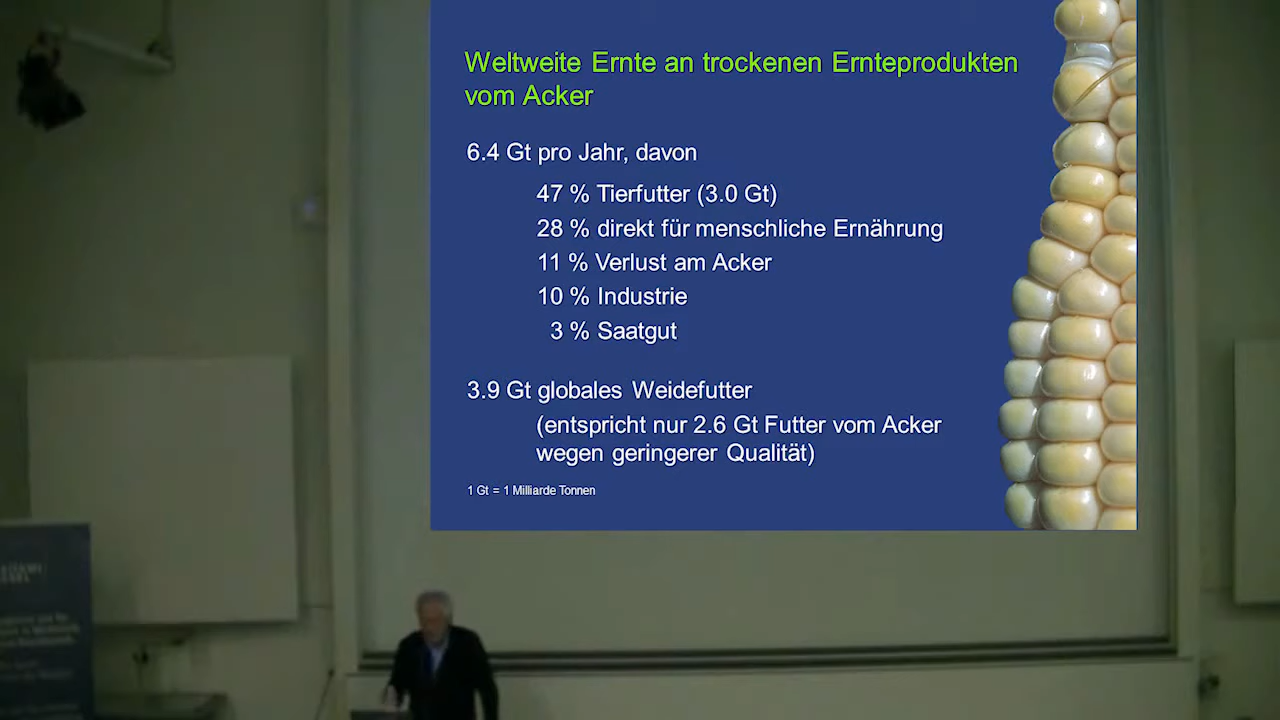 Weltweite Ernte an trockenen Ernteprodukten
vom Acker
6.4 Gt pro Jahr, davon
47 % Tierfutter (3.0 Gt)
28 % direkt für menschliche Ernährung
11 % Verlust am Acker
10 % Industrie
3 % Saatgut
3.9 Gt globales Weidefutter
(entspricht nur 2.6 Gt Futter vom Acker
wegen geringerer Qualität)
1 Gt = 1 Milliarde Tonnen